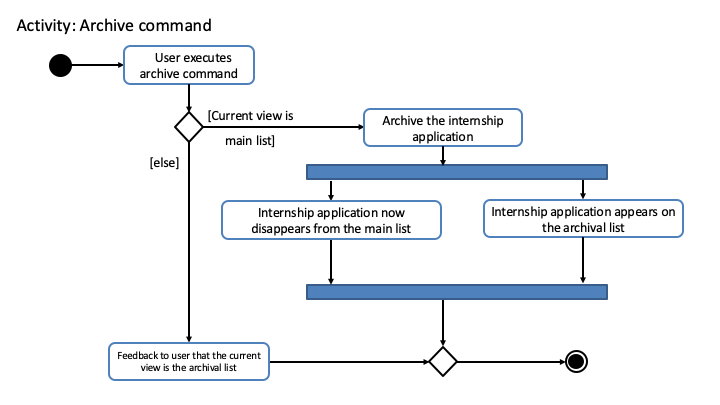 Activity: Archive command
User executes
archive command
[Current view is
main list]
Archive the internship
application
[else]
Internship application now
disappears from the main list
Internship application appears on
the archival list
Feedback to user that the current
view is the archival list